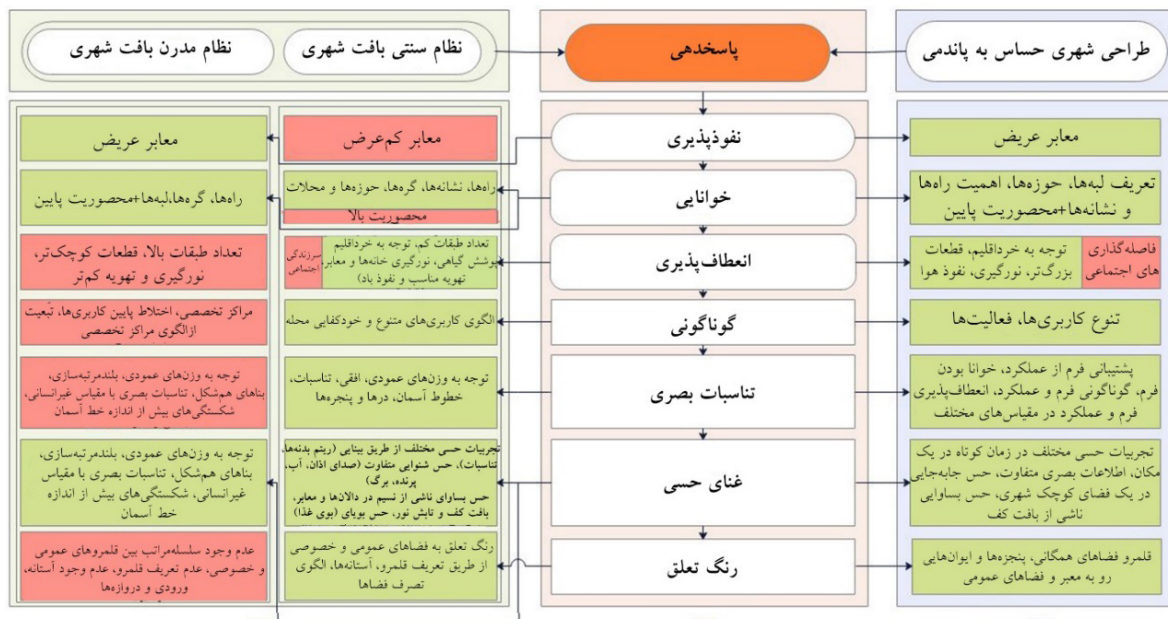 طراحی شهری حساس به پاندمی
پاسخدهی
نظام سنتی بافت شهری
نظام مدرن بافت شهری
معابر عریض
نفوذپذیری
معابر کم‌عرض
معابر عریض
تعریف لبه‌ها، حوزه‌ها، اهمیت راه‌ها
و نشانه‌ها+محصوریت پایین
خوانایی
راه‌ها، نشانه‌ها، گره‌ها، حوزه‌ها و محلات
محصوریت بالا
راه‌ها، گره‌ها،لبه‌ها+محصوریت پایین
فاصله‌گذاری
های اجتماعی
توجه به خرداقلیم، قطعات
بزرگ‌تر، نورگیری، نفوذ هوا
انعطاف‌پذیری
تعداد طبقات کم، توجه به خرداقلیم
پوشش گیاهی، نورگیری خانه‌ها و معابر،
تهویه مناسب و نفوذ باد)
سرزندگی
اجتماعی
تعداد طبقات بالا، قطعات کوچک‌تر،
نورگیری و تهویه کم‌تر
تنوع کاربری‌ها، فعالیت‌ها
گوناگونی
الگوی کاربری‌های متنوع و خودکفایی محله
مراکز تخصصی، اختلاط پایین کاربری‌ها، تبعیت
ازالگوی مراکز تخصصی
پشتیبانی فرم از عملکرد، خوانا بودن
فرم، گوناگونی فرم و عملکرد، انعطاف‌پذیری
فرم و عملکرد در مقیاس‌های مختلف
تناسبات بصری
توجه به وزن‌های عمودی، افقی، تناسبات،
خطوط آسمان، درها و پنجره‌ها
توجه به وزن‌های عمودی، بلندمرتبه‌سازی،
بناهای هم‌شکل، تناسبات بصری با مقیاس غیرانسانی،
شکستگی‌های بیش از اندازه خط آسمان
تجربیات حسی مختلف در زمان کوتاه در یک
مکان، اطلاعات بصری متفاوت، حس جابه‌جایی
در یک فضای کوچک شهری، حس بساوایی
ناشی از بافت کف
غنای حسی
تجربیات حسی مختلف از طریق بینایی (ریتم بدنه‌ها،
تناسبات)، حس شنوایی متفاوت (صدای اذان، آب،
پرنده، برگ)
حس بساوای ناشی از نسیم در دالان‌ها و معابر،
بافت کف و تابش نور، حس بویای (بوی غذا)
توجه به وزن‌های عمودی، بلندمرتبه‌سازی،
بناهای هم‌شکل، تناسبات بصری با مقیاس
غیرانسانی، شکستگی‌های بیش از اندازه
خط آسمان
قلمرو فضاهای همگانی، پنجزه‌ها و ایوان‌هایی
رو به معبر و فضاهای عمومی
رنگ تعلق
رنگ تعلق به فضاهای عمومی و خصوصی
از طریق تعریف قلمرو، آستانه‌ها، الگوی
تصرف فضاها
عدم وجود سلسله‌مراتب بین قلمروهای عمومی
و خصوصی، عدم تعریف قلمرو، عدم وجود آستانه،
ورودی و دروازه‌ها